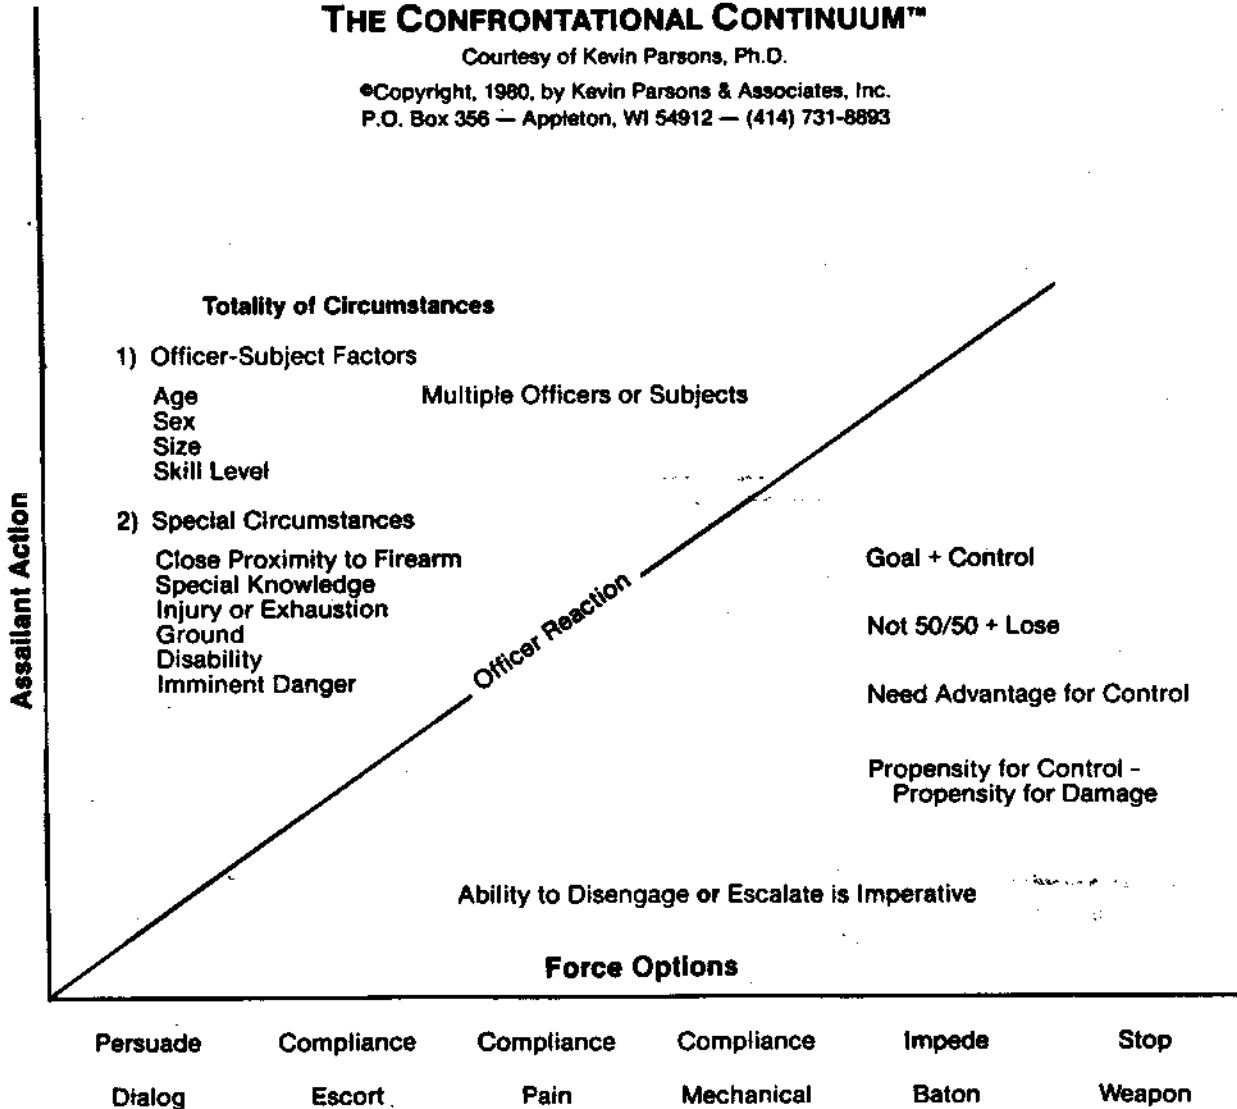 THE CONFRONTATIONAL CONTINUUM™
Courtesy of Kevin Parsons, Ph.D.
©Copyright, 1980, by Kevin Parsons & Associates, Inc.
P.O. Box 356 — Appleton, WI 54912 — (414) 731-8893
Totality of Circumstances
1) Officer-Subject Factors
Age
Multiple Officers or Subjects
Sex
Size
Skill Level
2) Special Circumstances
Close Proximity to Firearm
Special Knowledge
Injury or Exhaustion
Ground
Disability
Imminent Danger
Assailant Action
Officer Reaction
Goal + Control
Not 50/50 + Lose
Need Advantage for Control
Propensity for Control -
Propensity for Damage
Ability to Disengage or Escalate is Imperative
Force Options
Persuade Compliance Compliance Compliance Impede Stop
Dialog Escort Pain Mechanical Baton Weapon